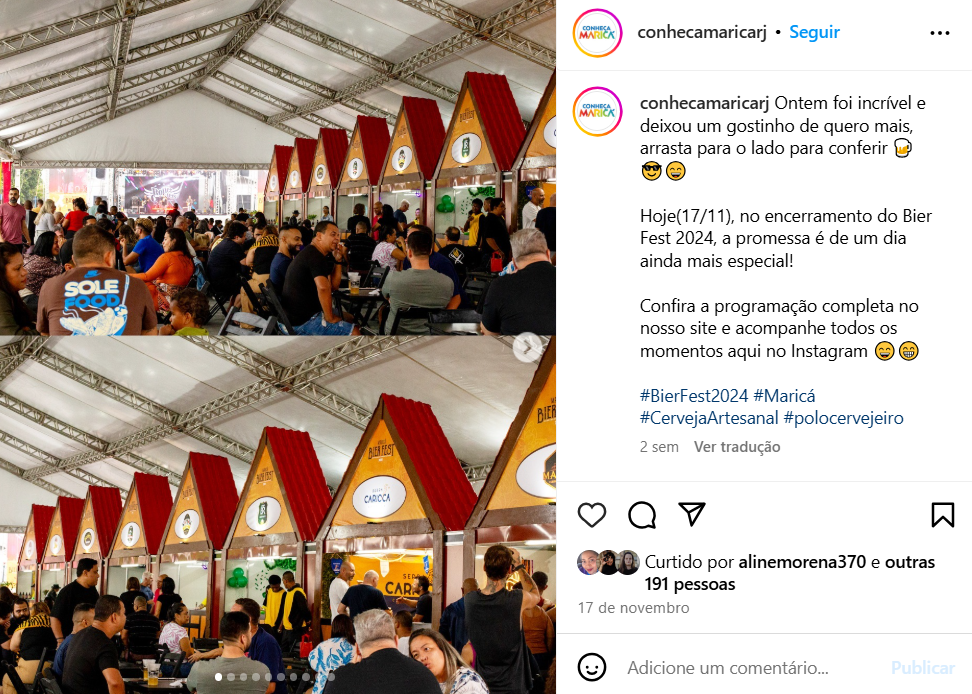 conhecamaricarj • Seguir
CONHEÇA
MARICÁ
conhecamaricarj Ontem foi incrível e
deixou um gostinho de quero mais,
arrasta para o lado para conferir 🍺
😎😄
Hoje(17/11), no encerramento do Bier
Fest 2024, a promessa é de um dia
ainda mais especial!
Confira a programação completa no
nosso site e acompanhe todos os
momentos aqui no Instagram 😄😁
#BierFest2024 #Maricá
#CervejaArtesanal #polocervejeiro
2 sem Ver tradução
Curtido por alinemorena370 e outras
191 pessoas
17 de novembro
Adicione um comentário... Publicar
CONHEÇA
MARICÁ
SOLE
FOOD
BIER FEST
CARIOCA
BIER